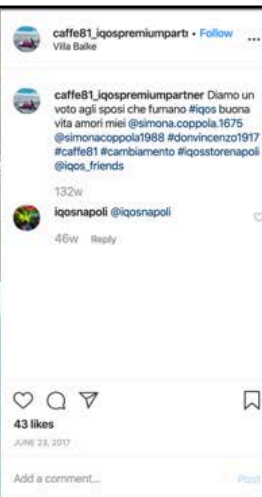 caffe81_iqospremiumparti • Follow ...
Villa Balke
caffe81_iqospremiumpartner Diamo un
voto agli sposi che fumano #iqos buona
vita amori miei @simona.coppola.1675
@simonacoppola1988 #donvincenzo1917
#caffe81 #cambiamento #iqosstorenapoli
@iqos_friends
132w
iqosnapoli @iqosnapoli
46w Reply
43 likes
JUNE 23, 2017
Add a comment... Post